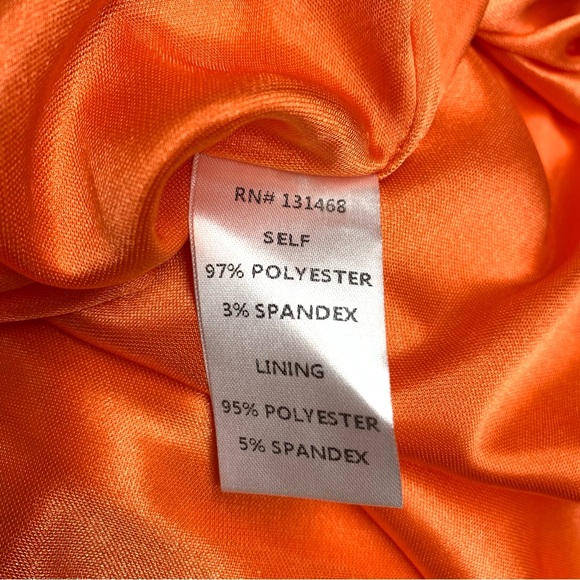 RN# 131468
SELF
97% POLYESTER
3% SPANDEX
LINING
95% POLYESTER
5% SPANDEX